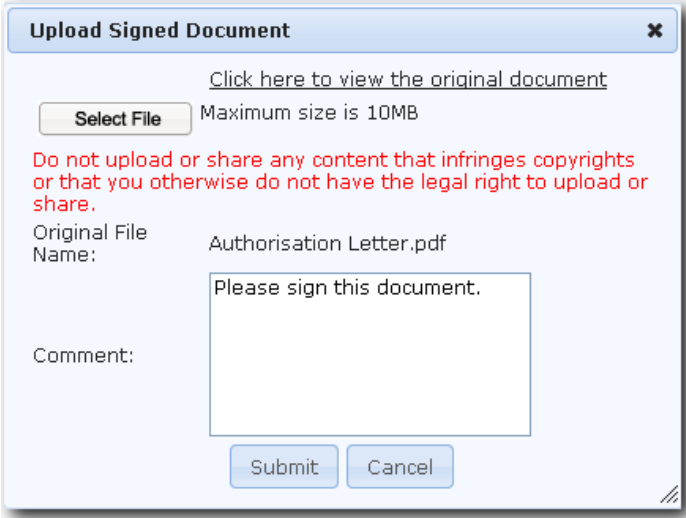 Upload Signed Document
Click here to view the original document
Select File
Maximum size is 10MB
Do not upload or share any content that infringes copyrights
or that you otherwise do not have the legal right to upload or
share.
Original File
Name:
Authorisation Letter.pdf
Comment:
Please sign this document.
Submit
Cancel